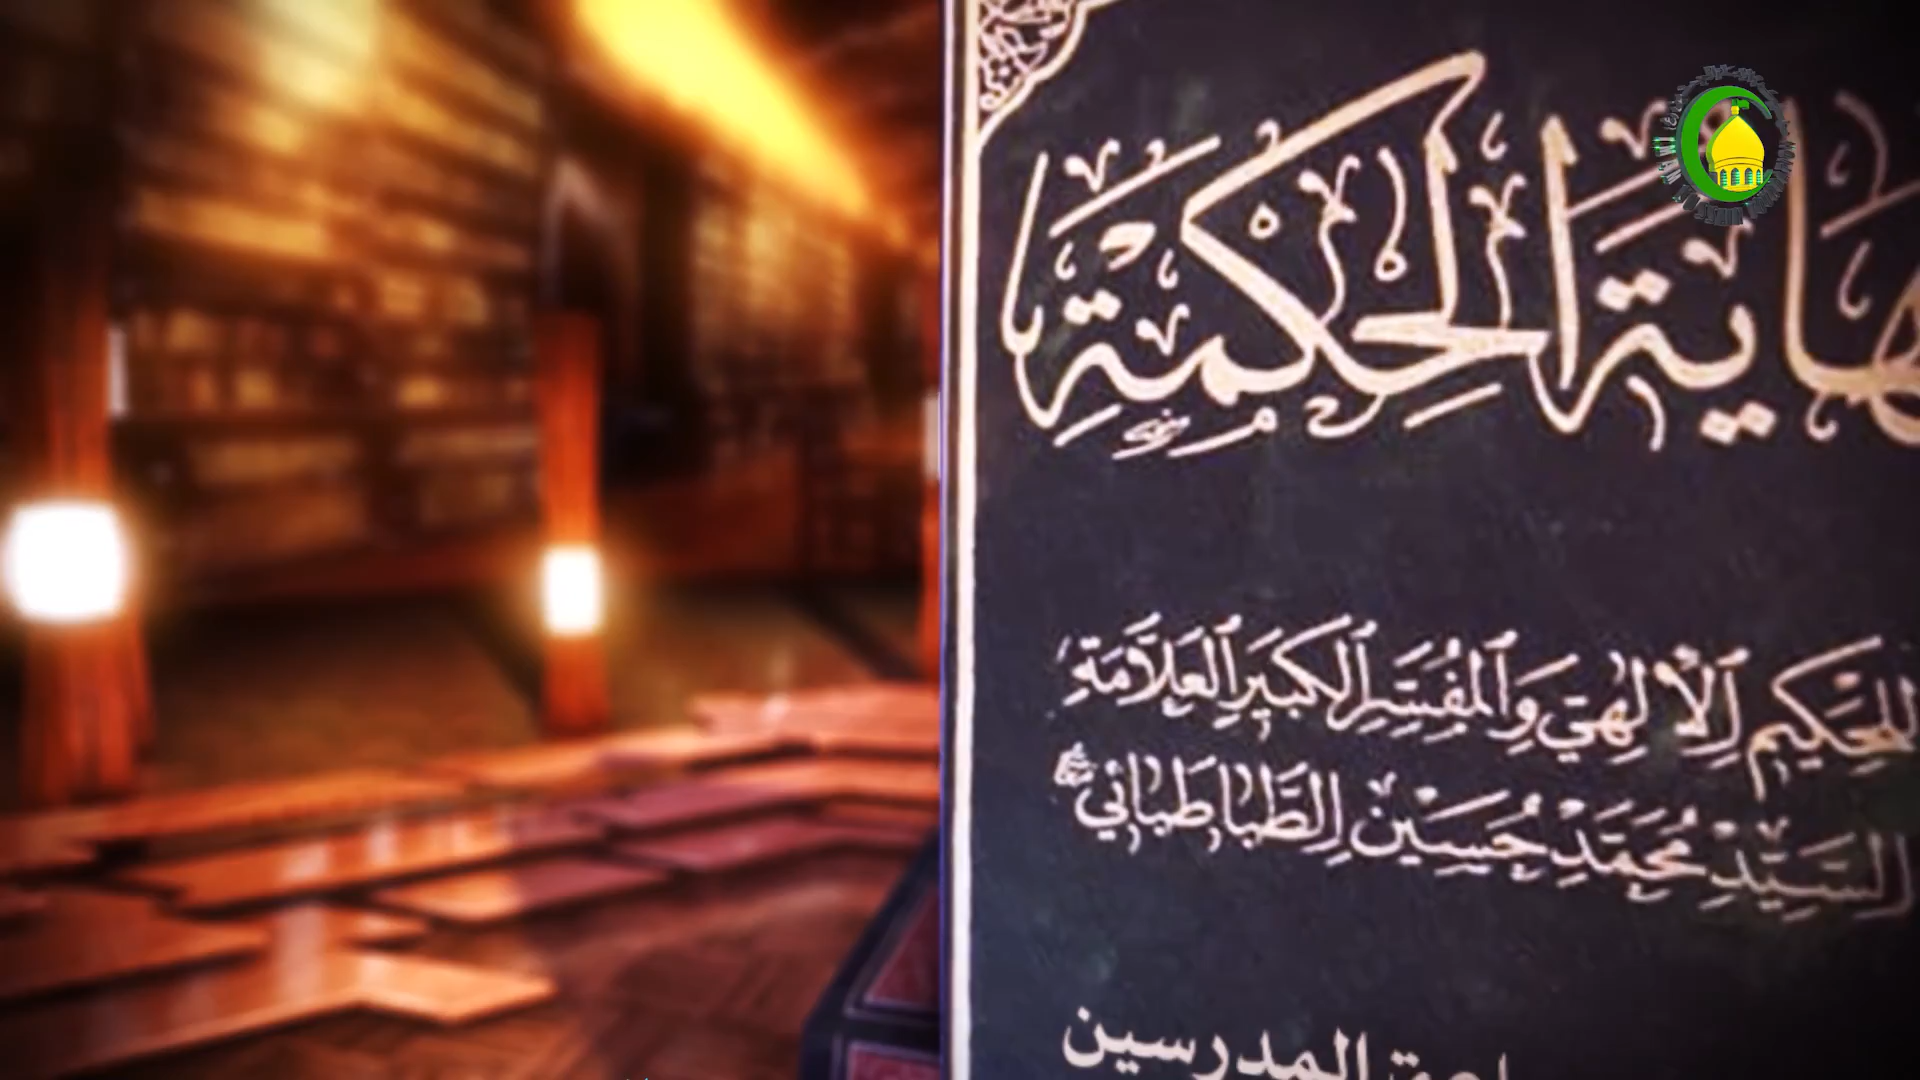 نهاية الحكمة
للحكيم الإلهي والمفسر الكبير العلامة
السيد محمد حسين الطباطبائي
المدرسين